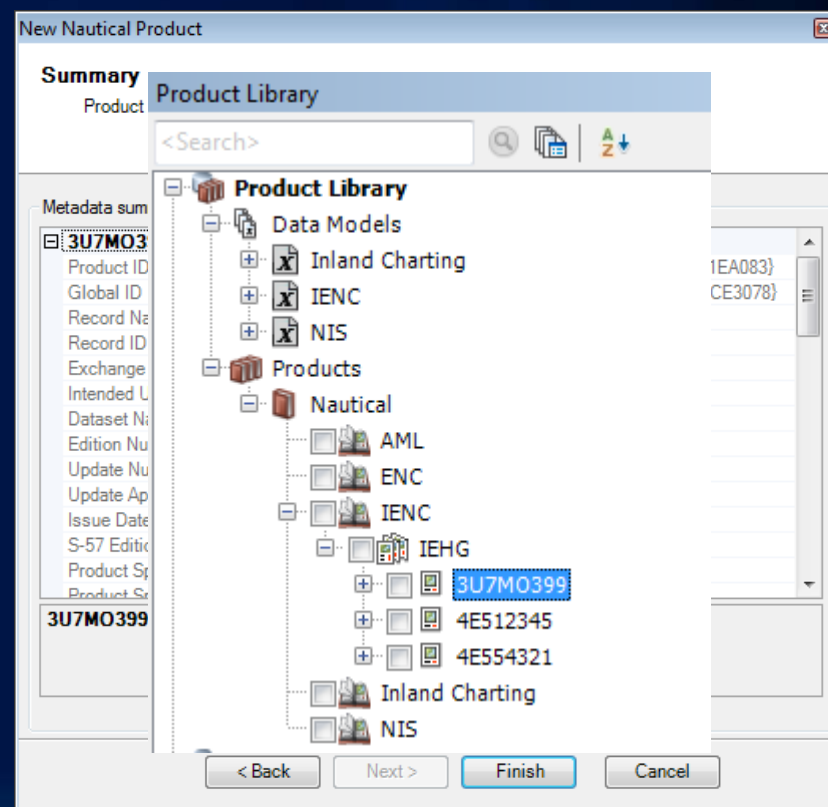 New Nautical Product
Summary
Product
Product Library
<Search>
Product Library
Data Models
Metadata sum
3U7MO3
Inland Charting
Product ID
1EA083}
Global ID
IENC
CE3078}
Record Na
NIS
Record ID
Exchange
Products
Intended U
Dataset Na
Nautical
Edition Nu
AML
Update Nu
ENC
Update Ap
Issue Date
IENC
S-57 Editio
IEHG
Product Sp
Product Sp
3U7MO399
3U7MO399
4E512345
4E554321
Inland Charting
NIS
< Back
Next >
Finish
Cancel